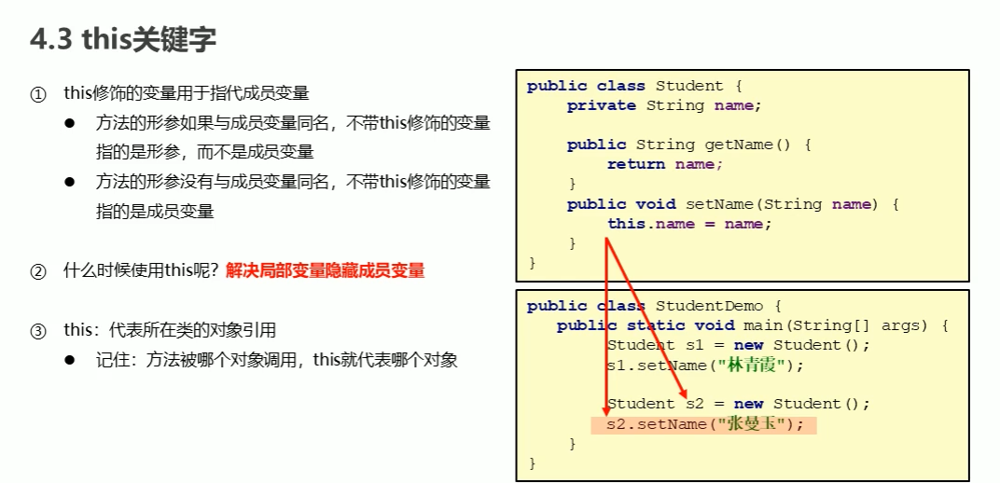 4.3 this关键字
① this修饰的变量用于指代成员变量
● 方法的形参如果与成员变量同名，不带this修饰的变量
指的是形参，而不是成员变量
● 方法的形参没有与成员变量同名，不带this修饰的变量
指的是成员变量
② 什么时候使用this呢？解决局部变量隐藏成员变量
③ this：代表所在类的对象引用
● 记住：方法被哪个对象调用，this就代表哪个对象
public class Student {
private String name;
public String getName() {
return name;
}
public void setName(String name) {
this.name = name;
}
}
public class StudentDemo {
public static void main(String[] args) {
Student s1 = new Student();
s1.setName("林青霞");
Student s2 = new Student();
s2.setName("张曼玉");
}
}